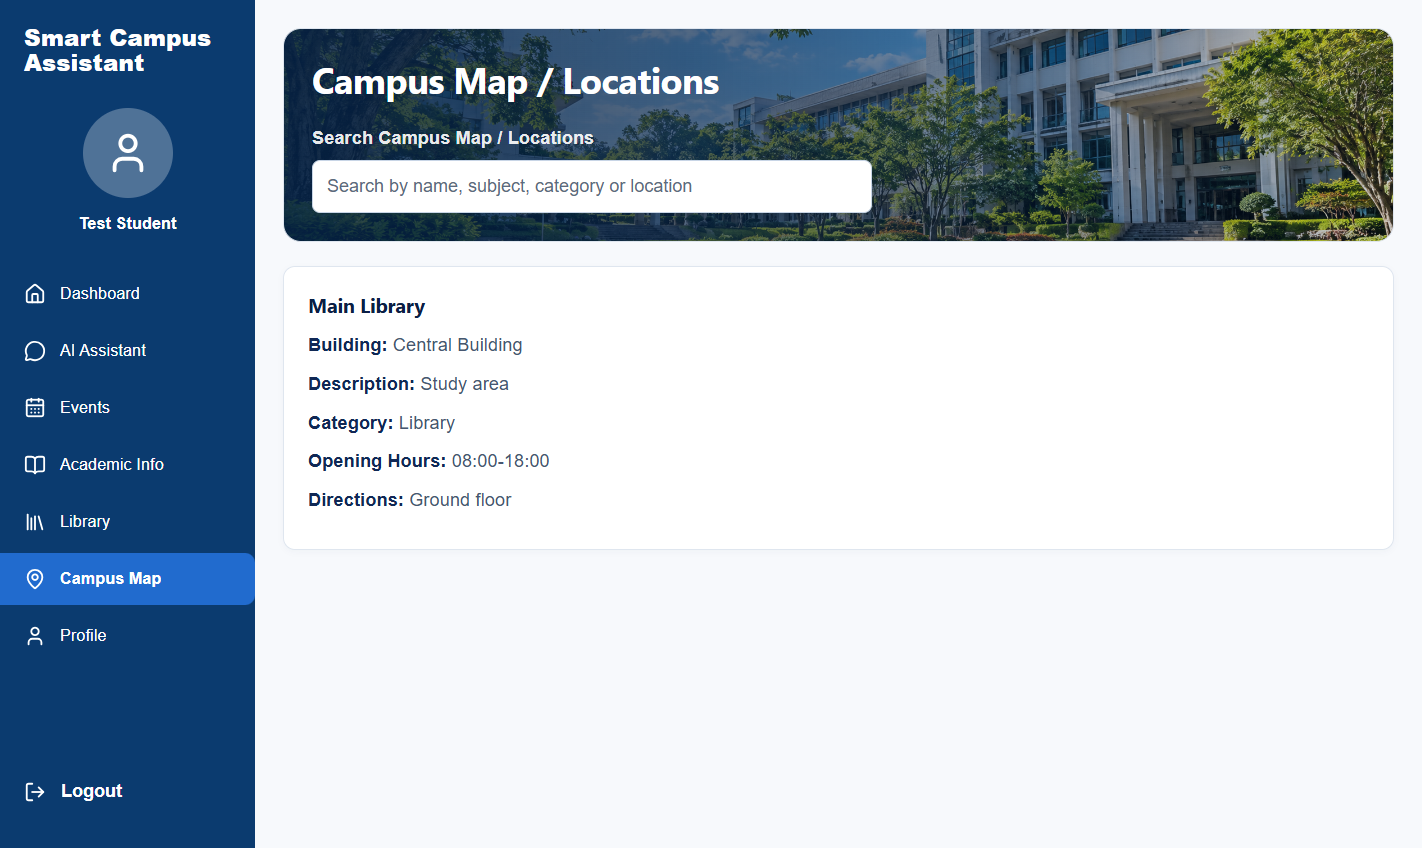 Smart Campus
Assistant
Test Student
Dashboard
AI Assistant
Events
Academic Info
Library
Campus Map
Profile
Logout
Campus Map / Locations
Search Campus Map / Locations
Search by name, subject, category or location
Main Library
Building: Central Building
Description: Study area
Category: Library
Opening Hours: 08:00-18:00
Directions: Ground floor